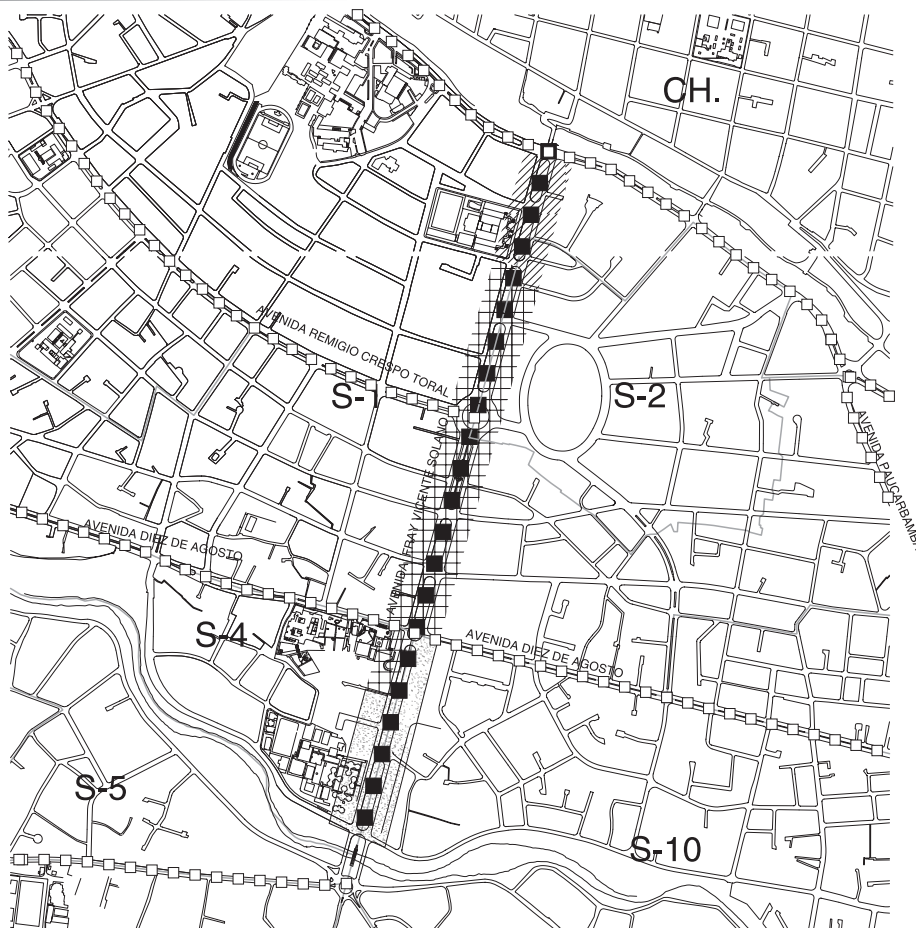 CH.
AVENIDA REMIGIO CRESPO TORAL
S-1
S-2
AVENIDA FRAY VICENTE SOLANO
AVENIDA PAUCARBAMBA
AVENIDA DIEZ DE AGOSTO
S-4
AVENIDA DIEZ DE AGOSTO
S-5
S-10